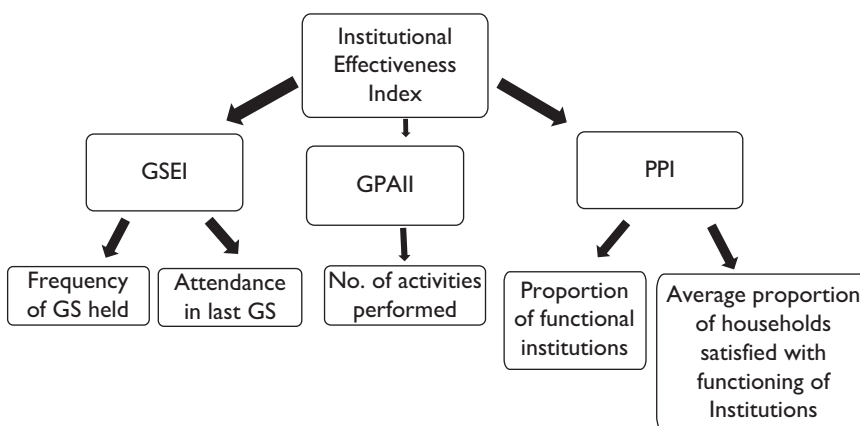 Institutional
Effectiveness
Index
GSEI
GPAII
PPI
Frequency
of GS held
Attendance
in last GS
No. of activities
performed
Proportion
of functional
institutions
Average proportion
of households
satisfied with
functioning of
Institutions